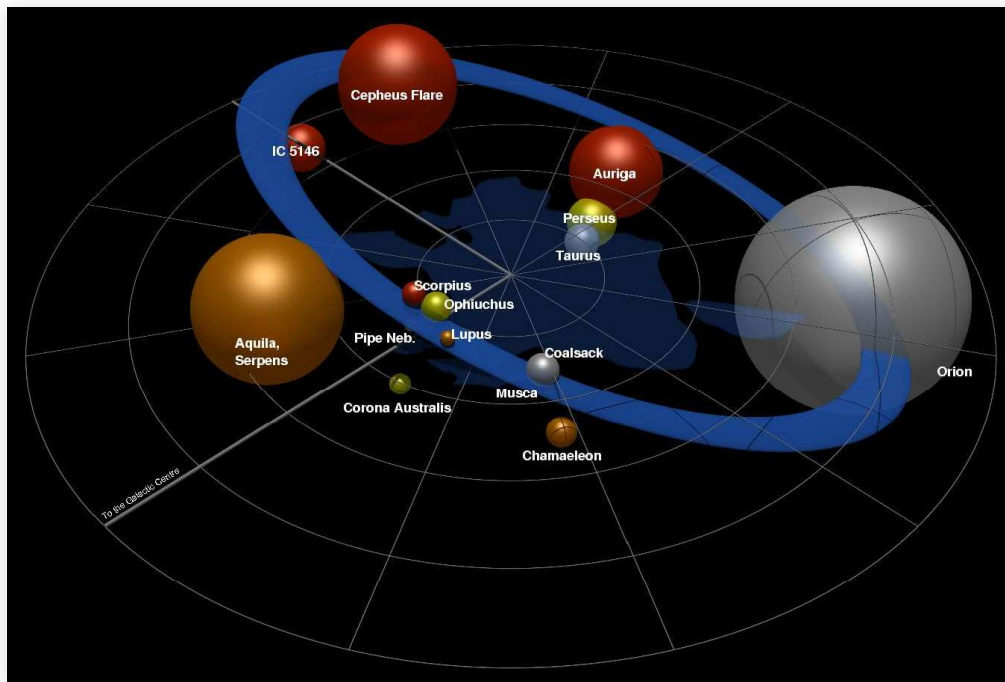 Cepheus Flare
IC 5146
Auriga
Perseus
Taurus
Scorpius
Ophiuchus
Pipe Neb.
Lupus
Aquila,
Serpens
Coalsack
Orion
Musca
Corona Australis
Chamaeleon
To the Galactic Centre